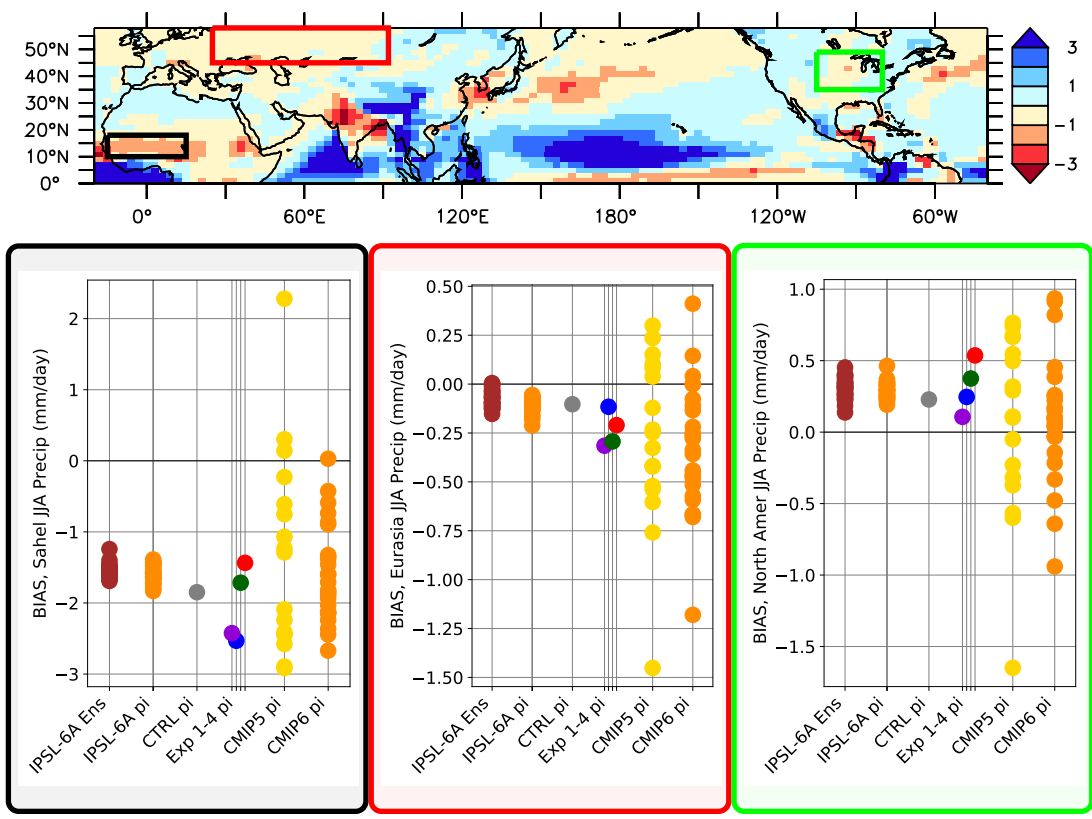 50°N
40°N
30°N
20°N
10°N
0°
0° 60°E 120°E 180° 120°W 60°W
3
1
−1
−3
BIAS, Sahel JJA Precip (mm/day)
2
1
0
−1
−2
−3
IPSL-6A Ens
IPSL-6A pi
CTRL pi
Exp 1-4 pi
CMIP5 pi
CMIP6 pi
BIAS, Eurasia JJA Precip (mm/day)
0.50
0.25
0.00
−0.25
−0.50
−0.75
−1.00
−1.25
−1.50
IPSL-6A Ens
IPSL-6A pi
CTRL pi
Exp 1-4 pi
CMIP5 pi
CMIP6 pi
BIAS, North Amer JJA Precip (mm/day)
1.0
0.5
0.0
−0.5
−1.0
−1.5
IPSL-6A Ens
IPSL-6A pi
CTRL pi
Exp 1-4 pi
CMIP5 pi
CMIP6 pi